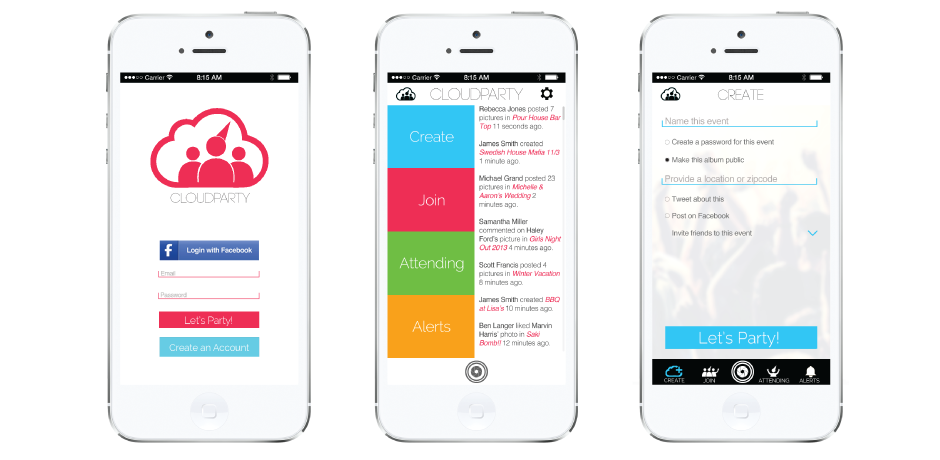 Carrier 8:15 AM
CLOUDPARTY
f Login with Facebook
Email
Password
Let's Party!
Create an Account
Carrier 8:15 AM
CLOUDPARTY
Create
Join
Attending
Alerts
Rebecca Jones posted 7
pictures in Pour House Bar
Top 11 seconds ago.
James Smith created
Swedish House Mafia 11/3
1 minute ago.
Michael Grand posted 23
pictures in Michelle &
Aaron's Wedding 2
minutes ago.
Samantha Miller
commented on Haley
Ford's picture in Girls Night
Out 2013 4 minutes ago.
Scott Francis posted 4
pictures in Winter Vacation
8 minutes ago.
James Smith created BBQ
at Lisa's 10 minutes ago.
Ben Langer liked Marvin
Harris' photo in Saki
Bomb!! 12 minutes ago.
Carrier 8:15 AM
CREATE
Name this event
Create a password for this event
Make this album public
Provide a location or zipcode
Tweet about this
Post on Facebook
Invite friends to this event
Let's Party!
CREATE JOIN ATTENDING ALERTS